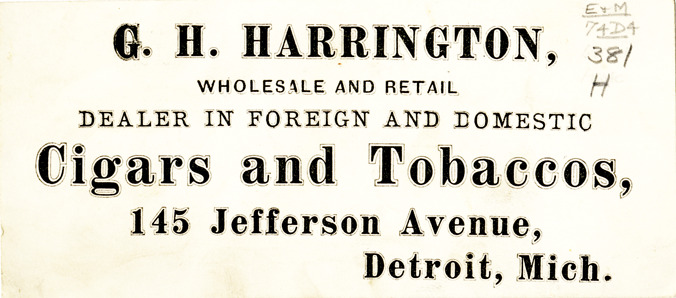 G. H. HARRINGTON,
WHOLESALE AND RETAIL
DEALER IN FOREIGN AND DOMESTIC
Cigars and Tobaccos,
145 Jefferson Avenue,
Detroit, Mich.
E&M
74D4
381
H